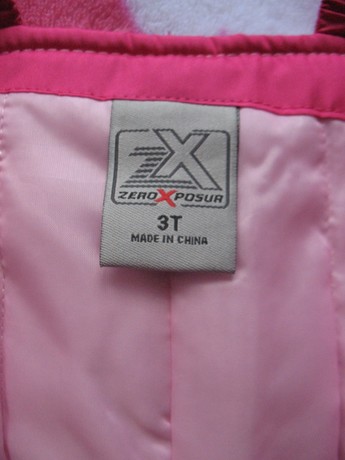 ZX
ZEROXPOSUR
3T
MADE IN CHINA